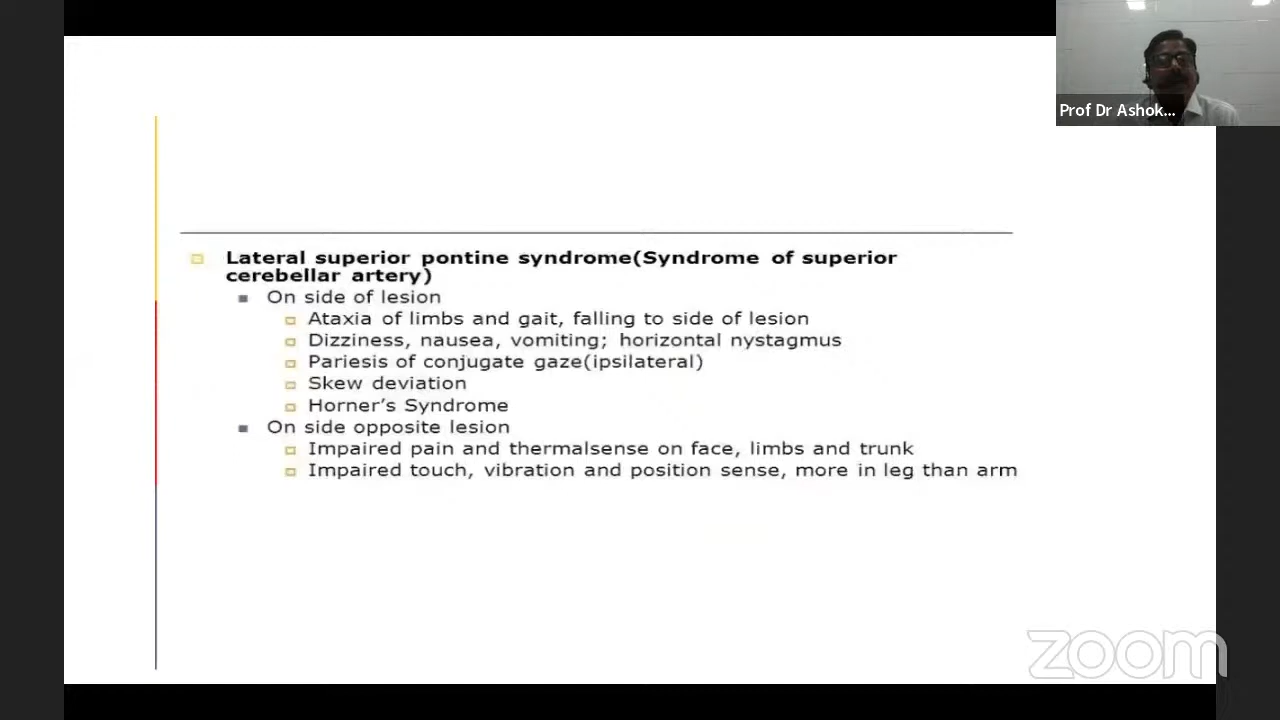 Prof Dr Ashok...
Lateral superior pontine syndrome(Syndrome of superior
cerebellar artery)
On side of lesion
Ataxia of limbs and gait, falling to side of lesion
Dizziness, nausea, vomiting; horizontal nystagmus
Pariesis of conjugate gaze(ipsilateral)
Skew deviation
Horner's Syndrome
On side opposite lesion
Impaired pain and thermalsense on face, limbs and trunk
Impaired touch, vibration and position sense, more in leg than arm
zoom